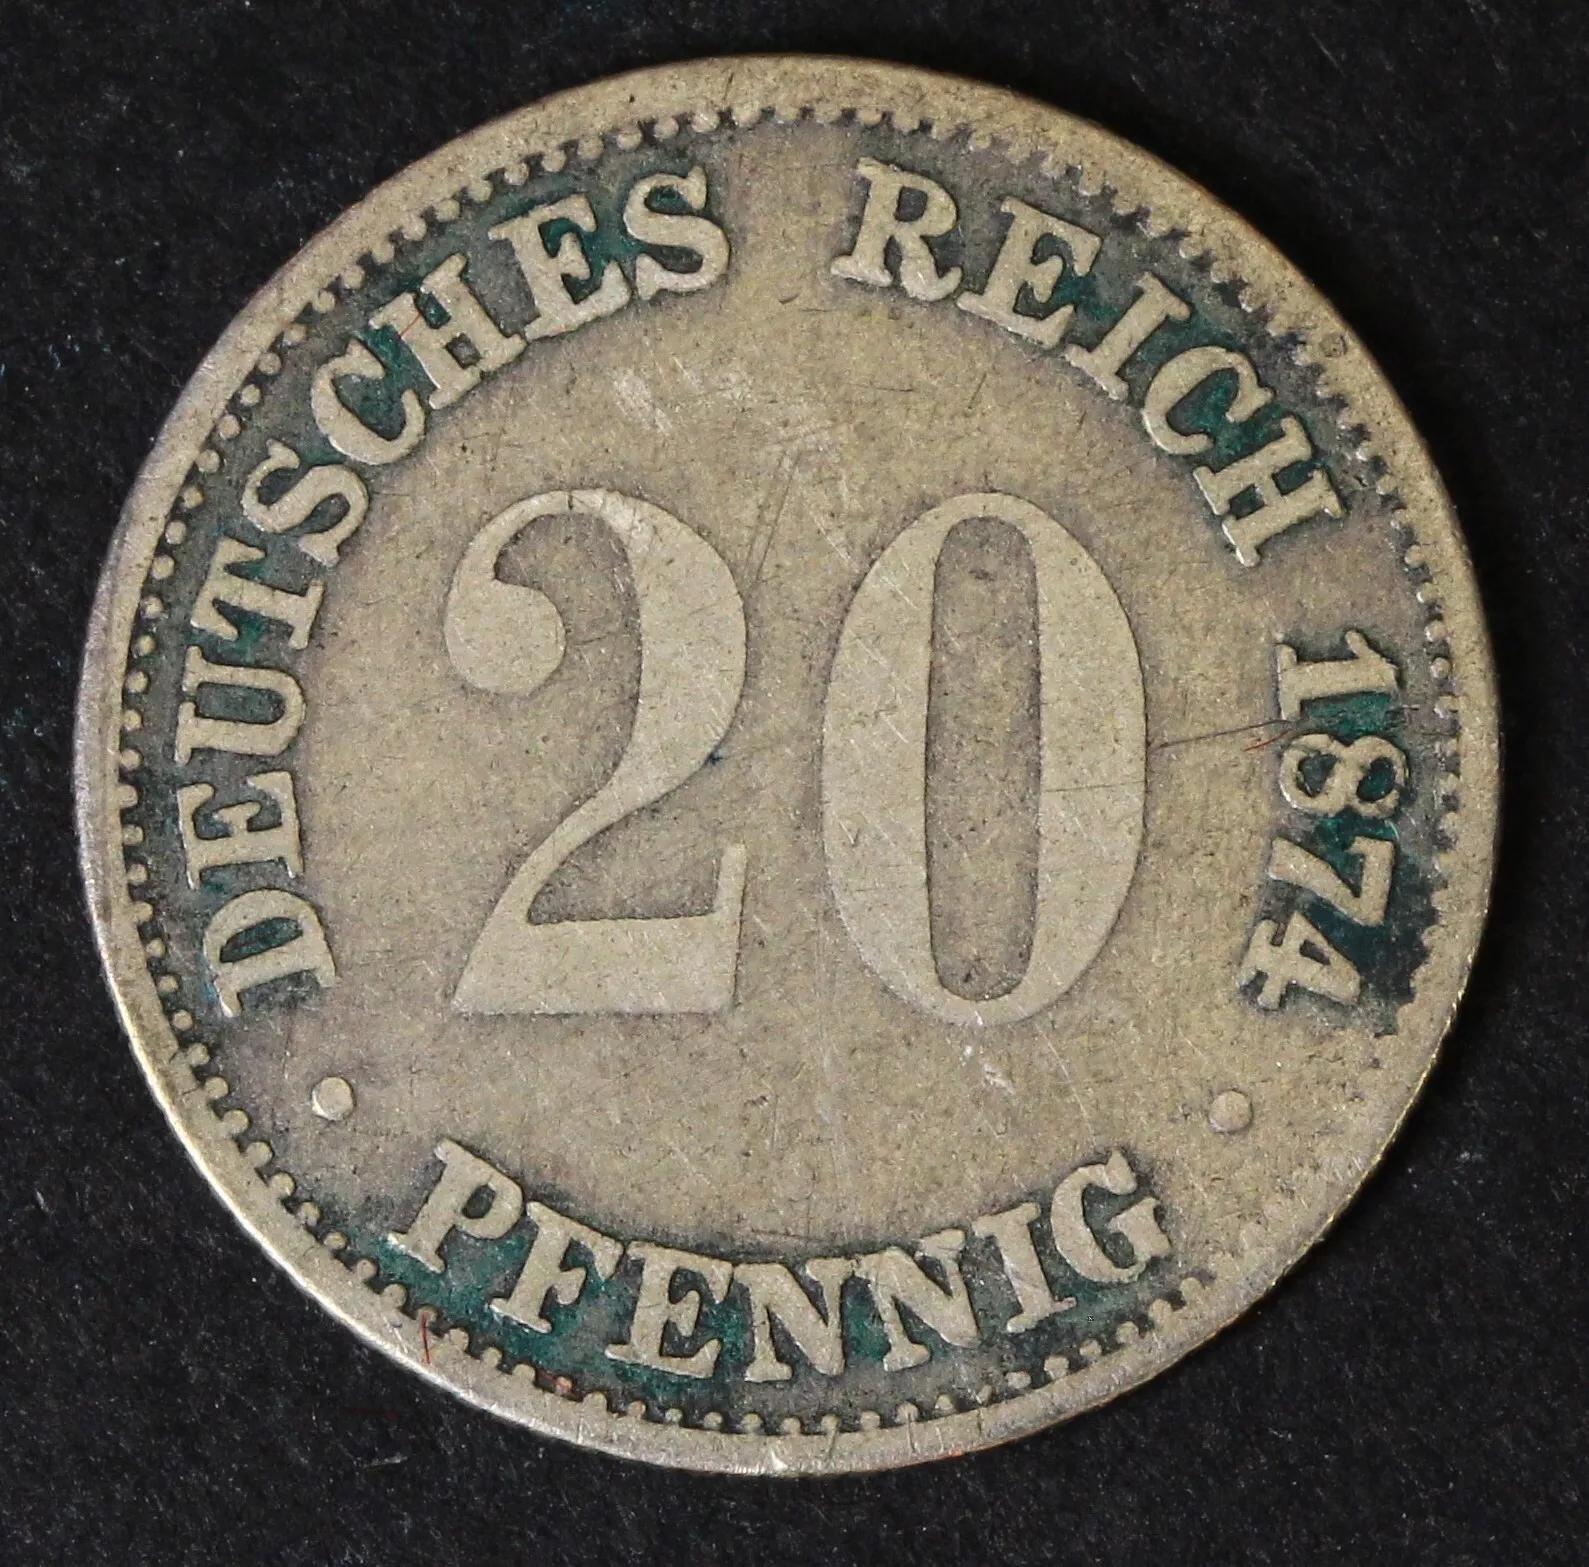 DEUTSCHES REICH 1874
20
· PFENNIG ·